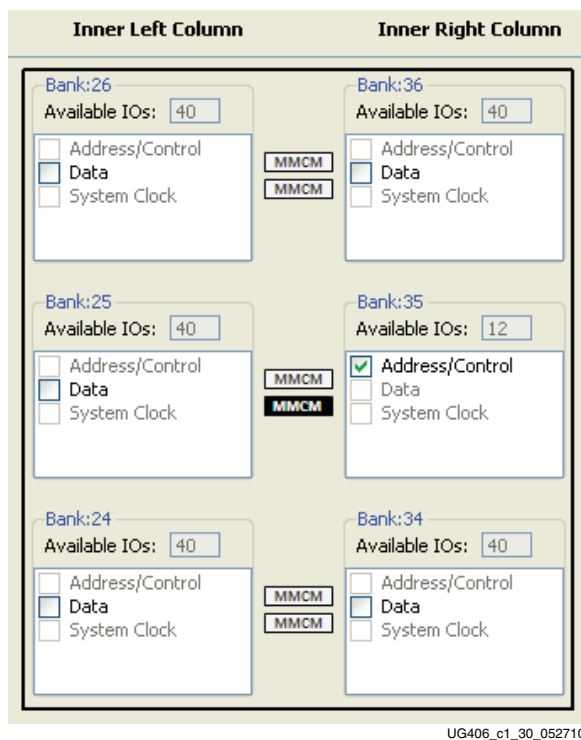 Inner Left Column
Inner Right Column
Bank:26
Available IOs: 40
Address/Control
Data
System Clock
MMCM
MMCM
Bank:36
Available IOs: 40
Address/Control
Data
System Clock
Bank:25
Available IOs: 40
Address/Control
Data
System Clock
MMCM
MMCM
Bank:35
Available IOs: 12
Address/Control
Data
System Clock
Bank:24
Available IOs: 40
Address/Control
Data
System Clock
MMCM
MMCM
Bank:34
Available IOs: 40
Address/Control
Data
System Clock
UG406_c1_30_052710